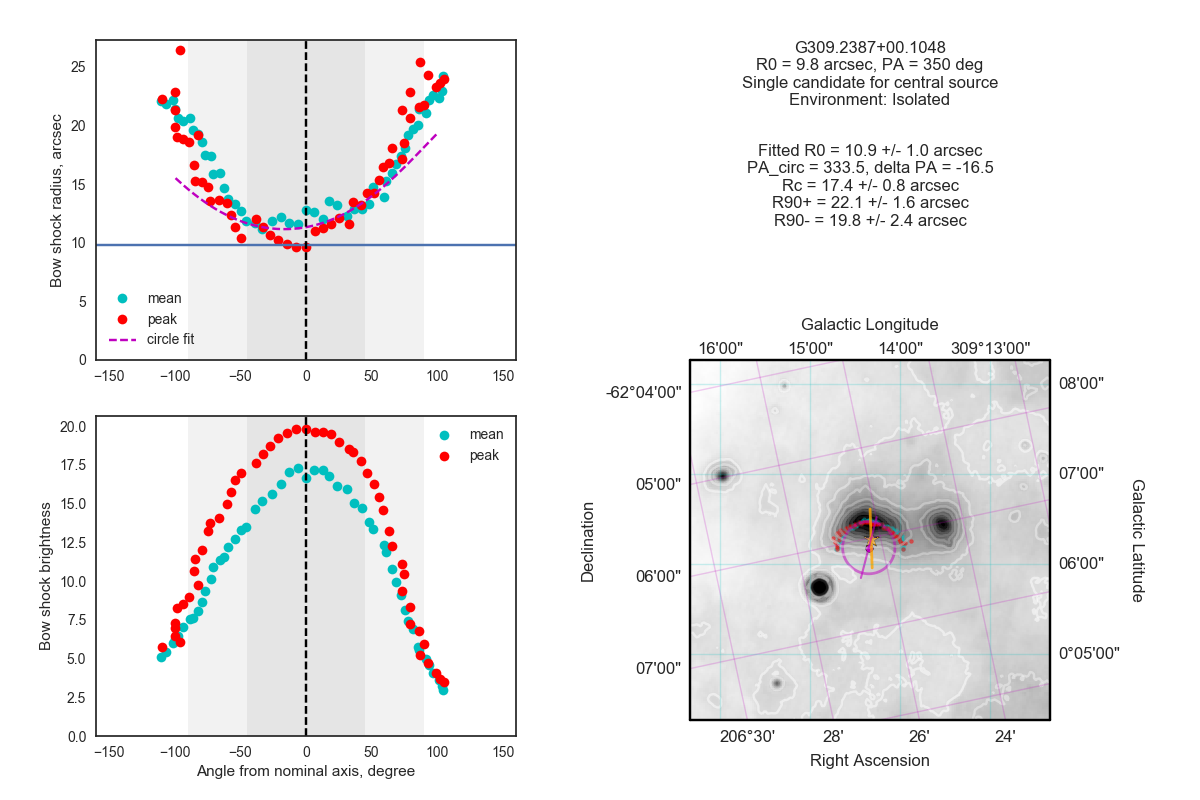 G309.2387+00.1048
R0 = 9.8 arcsec, PA = 350 deg
Single candidate for central source
Environment: Isolated
Fitted R0 = 10.9 +/- 1.0 arcsec
PA_circ = 333.5, delta PA = -16.5
Rc = 17.4 +/- 0.8 arcsec
R90+ = 22.1 +/- 1.6 arcsec
R90- = 19.8 +/- 2.4 arcsec
Bow shock radius, arcsec
25
20
15
10
5
0
mean
peak
circle fit
−150 −100 −50 0 50 100 150
Bow shock brightness
20.0
17.5
15.0
12.5
10.0
7.5
5.0
2.5
0.0
mean
peak
−150 −100 −50 0 50 100 150
Angle from nominal axis, degree
Galactic Longitude
16'00" 15'00" 14'00" 309°13'00"
Declination
-62°04'00"
05'00"
06'00"
07'00"
08'00"
07'00"
06'00"
0°05'00"
Galactic Latitude
206°30' 28' 26' 24'
Right Ascension